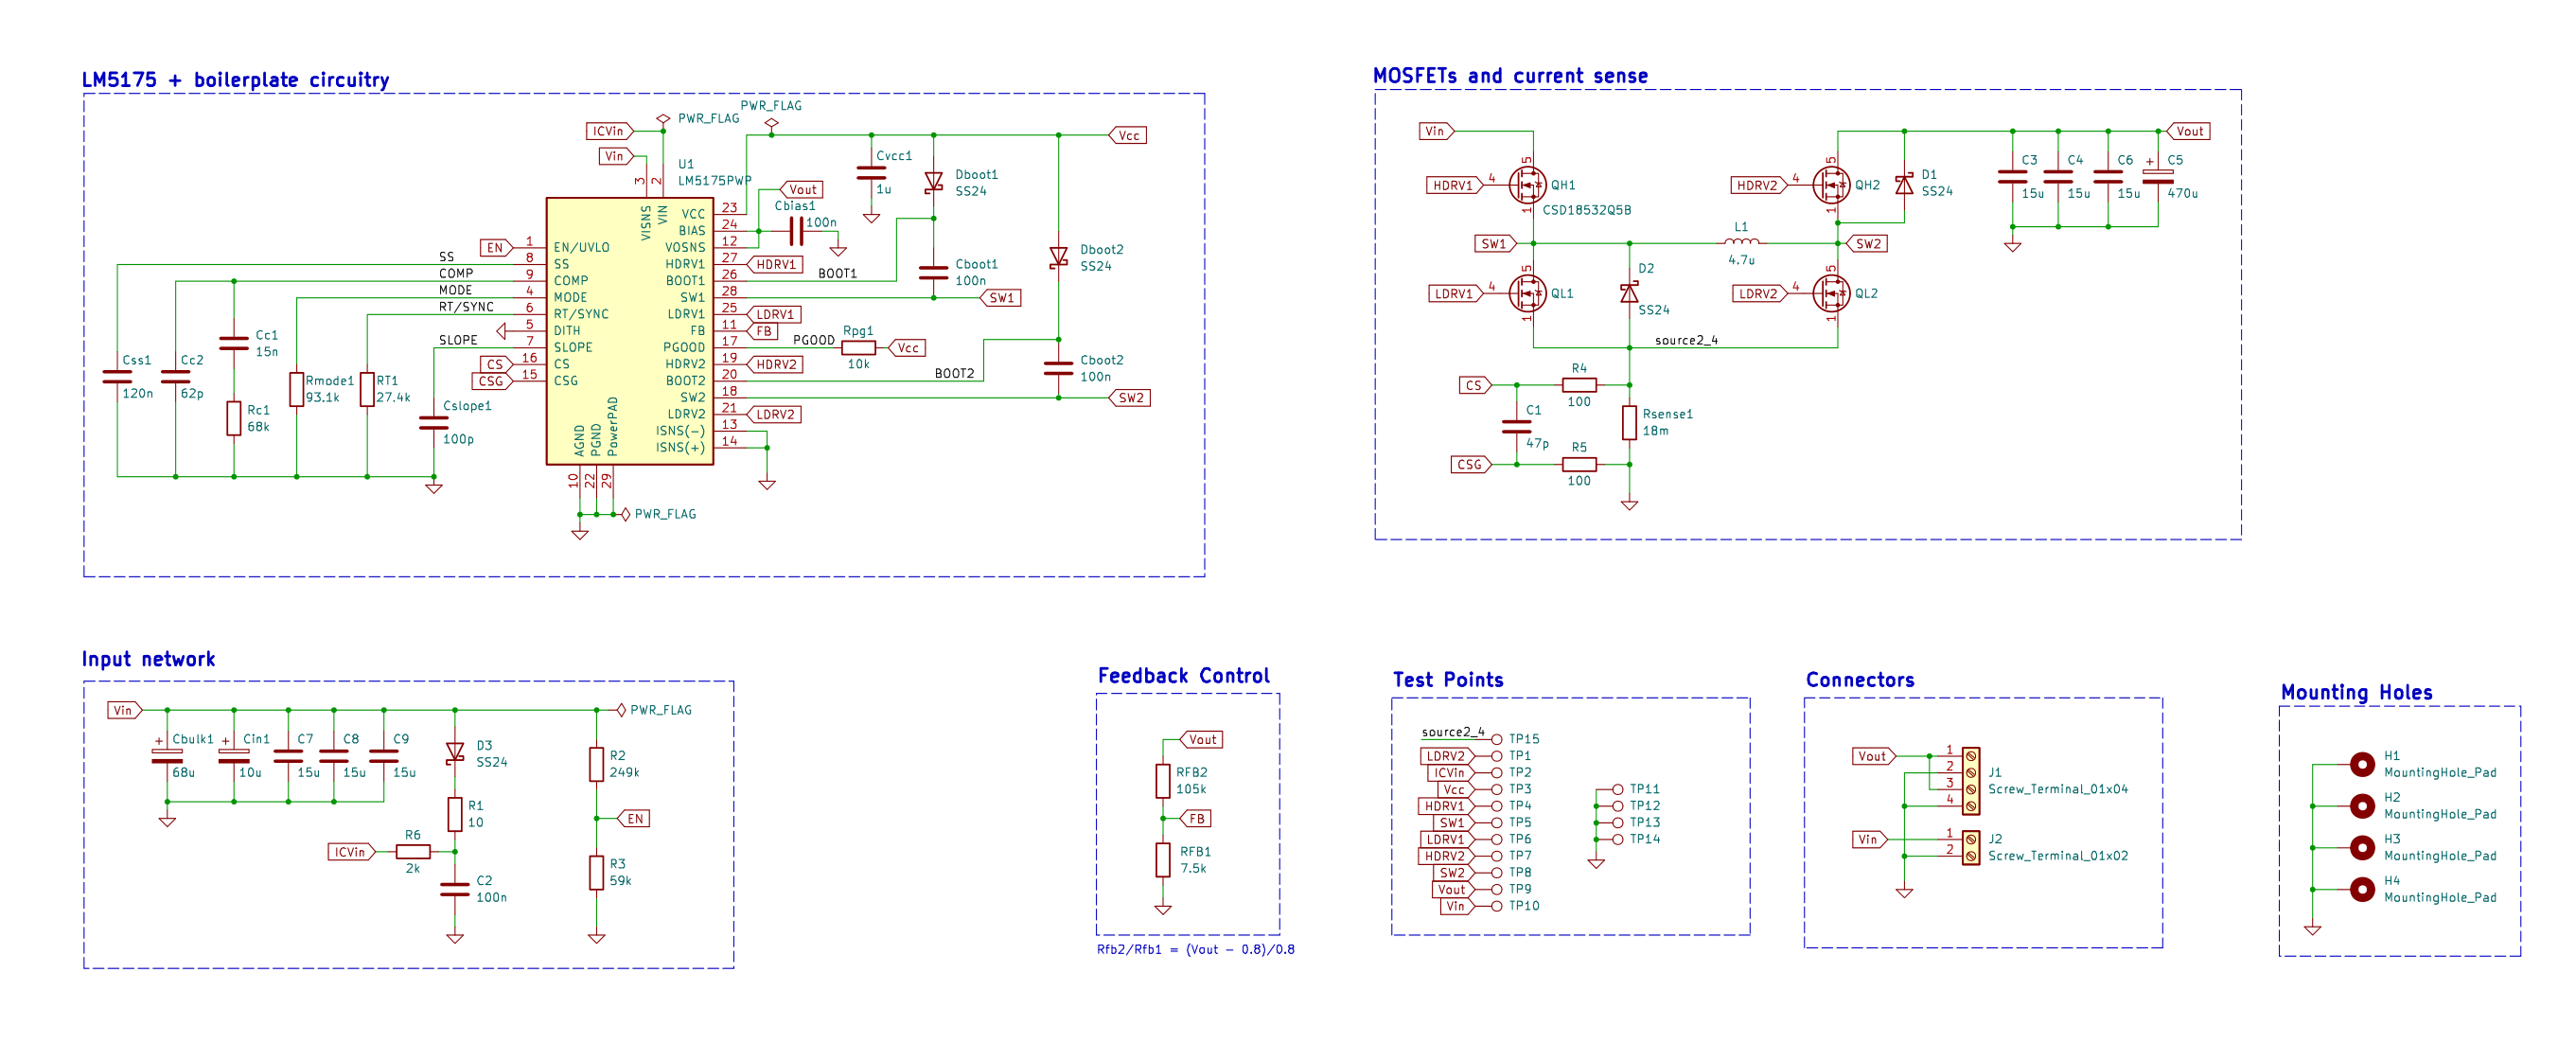 LM5175 + boilerplate circuitry
PWR_FLAG
ICVin
PWR_FLAG
Vcc
Vin
U1
LM5175PWP
Cvcc1
1u
Dboot1
SS24
Vout
Cbias1
100n
3
2
VISNS
VIN
VCC
23
BIAS
24
VOSNS
12
HDRV1
27
HDRV1
BOOT1
26
BOOT1
SW1
28
SW1
LDRV1
25
LDRV1
FB
11
FB
PGOOD
17
PGOOD
Rpg1
10k
Vcc
HDRV2
19
HDRV2
BOOT2
20
BOOT2
SW2
18
SW2
LDRV2
21
LDRV2
ISNS(-)
13
ISNS(+)
14
Cboot1
100n
Dboot2
SS24
Cboot2
100n
EN
1
EN/UVLO
SS
8
SS
COMP
9
COMP
MODE
4
MODE
RT/SYNC
6
RT/SYNC
5
DITH
SLOPE
7
SLOPE
CS
16
CS
CSG
15
CSG
Css1
120n
Cc2
62p
Cc1
15n
Rc1
68k
Rmode1
93.1k
RT1
27.4k
Cslope1
100p
AGND
PGND
PowerPAD
10
22
29
PWR_FLAG
MOSFETs and current sense
Vin
Vout
5
HDRV1
4
QH1
1
CSD18532Q5B
5
HDRV2
4
QH2
1
D1
SS24
C3
15u
C4
15u
C6
15u
C5
470u
SW1
L1
4.7u
SW2
5
LDRV1
4
QL1
1
D2
SS24
5
LDRV2
4
QL2
1
source2_4
CS
R4
100
C1
47p
Rsense1
18m
CSG
R5
100
Input network
Vin
PWR_FLAG
Cbulk1
68u
Cin1
10u
C7
15u
C8
15u
C9
15u
D3
SS24
R1
10
R2
249k
EN
R3
59k
ICVin
R6
2k
C2
100n
Feedback Control
Vout
RFB2
105k
FB
RFB1
7.5k
Rfb2/Rfb1 = (Vout - 0.8)/0.8
Test Points
source2_4
TP15
LDRV2
TP1
ICVin
TP2
Vcc
TP3
HDRV1
TP4
SW1
TP5
LDRV1
TP6
HDRV2
TP7
SW2
TP8
Vout
TP9
Vin
TP10
TP11
TP12
TP13
TP14
Connectors
Vout
1
2
3
4
J1
Screw_Terminal_01x04
Vin
1
2
J2
Screw_Terminal_01x02
Mounting Holes
H1
MountingHole_Pad
H2
MountingHole_Pad
H3
MountingHole_Pad
H4
MountingHole_Pad